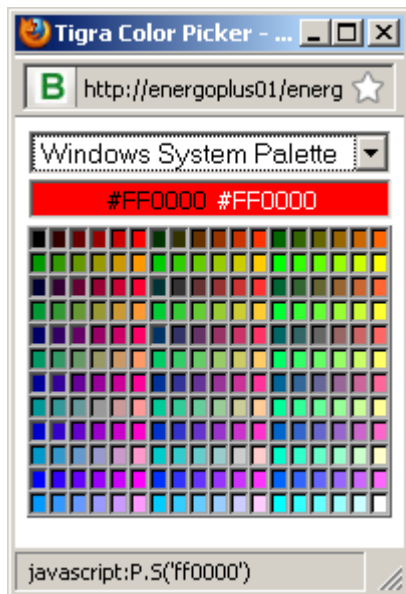 Tigra Color Picker - ...
B http://energoplus01/energ
Windows System Palette
#FF0000 #FF0000
javascript:P.S('ff0000')